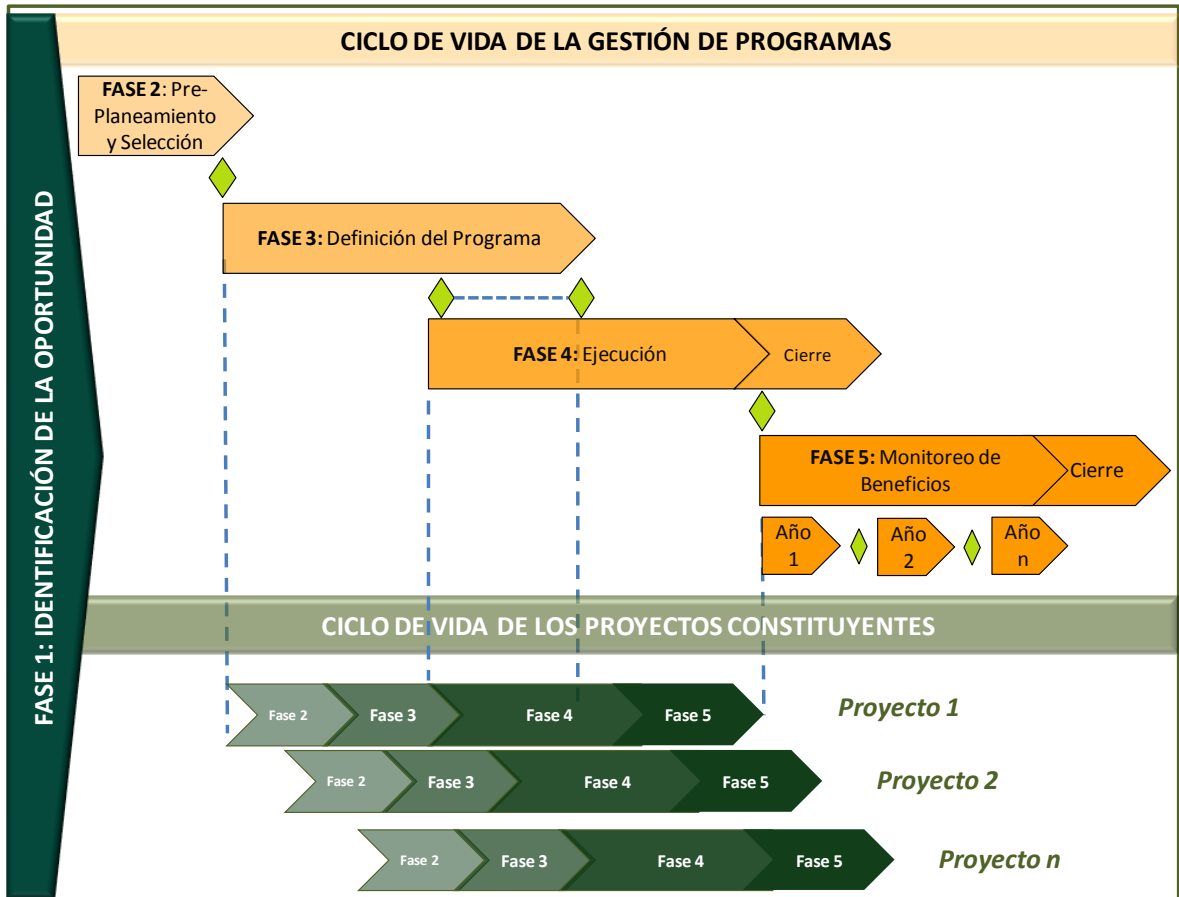 CICLO DE VIDA DE LA GESTIÓN DE PROGRAMAS
FASE 1: IDENTIFICACIÓN DE LA OPORTUNIDAD
FASE 2: Pre-
Planeamiento
y Selección
FASE 3: Definición del Programa
FASE 4: Ejecución
Cierre
FASE 5: Monitoreo de
Beneficios
Cierre
Año
1
Año
2
Año
n
CICLO DE VIDA DE LOS PROYECTOS CONSTITUYENTES
Fase 2
Fase 3
Fase 4
Fase 5
Proyecto 1
Fase 2
Fase 3
Fase 4
Fase 5
Proyecto 2
Fase 2
Fase 3
Fase 4
Fase 5
Proyecto n